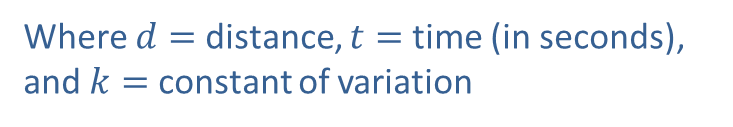 Where d = distance, t = time (in seconds),
and k = constant of variation